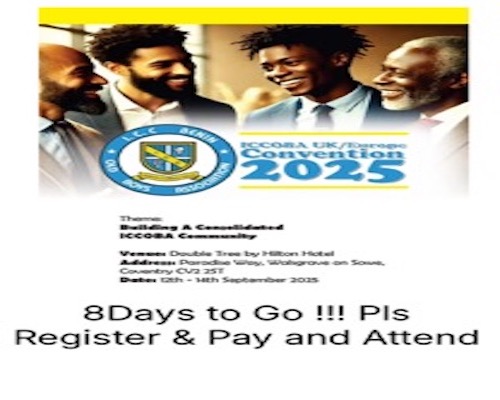 I.C.C BENIN
OLD BOYS ASSOCIATION
ICCOBA UK/Europe
Convention
2025
Theme:
Building A Consolidated
ICCOBA Community
Venue: Double Tree by Hilton Hotel
Address: Paradise Way, Walsgrave on Sowe,
Coventry CV2 2ST
Date: 12th - 14th September 2025
8Days to Go !!! Pls
Register & Pay and Attend